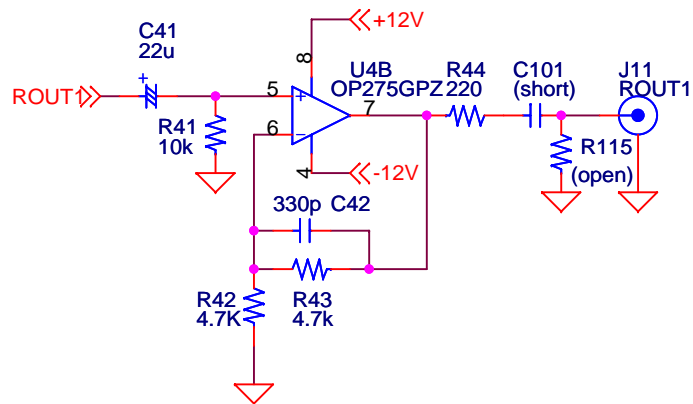 +12V
C41
22u
+
ROUT1
8
U4B
OP275GPZ
R44
220
C101
(short)
J11
ROUT1
5
+
7
6
−
R41
10k
4
-12V
R115
(open)
330p C42
R42
4.7K
R43
4.7k